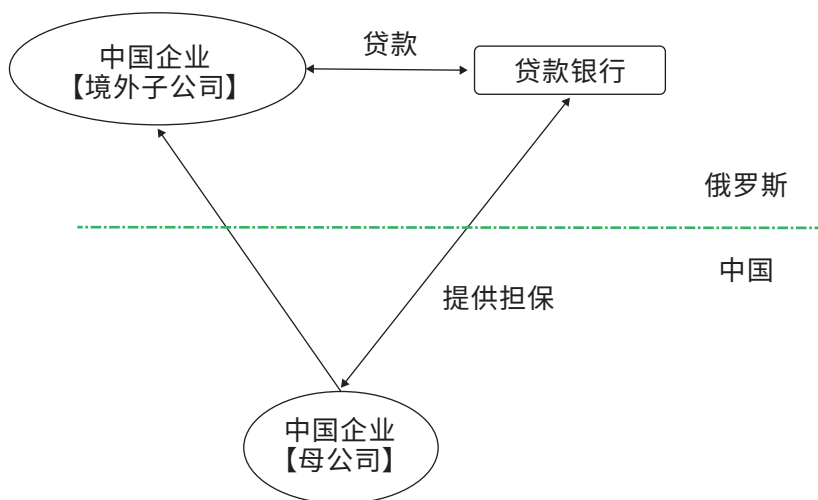 中国企业
【境外子公司】
贷款
贷款银行
俄罗斯
中国
提供担保
中国企业
【母公司】